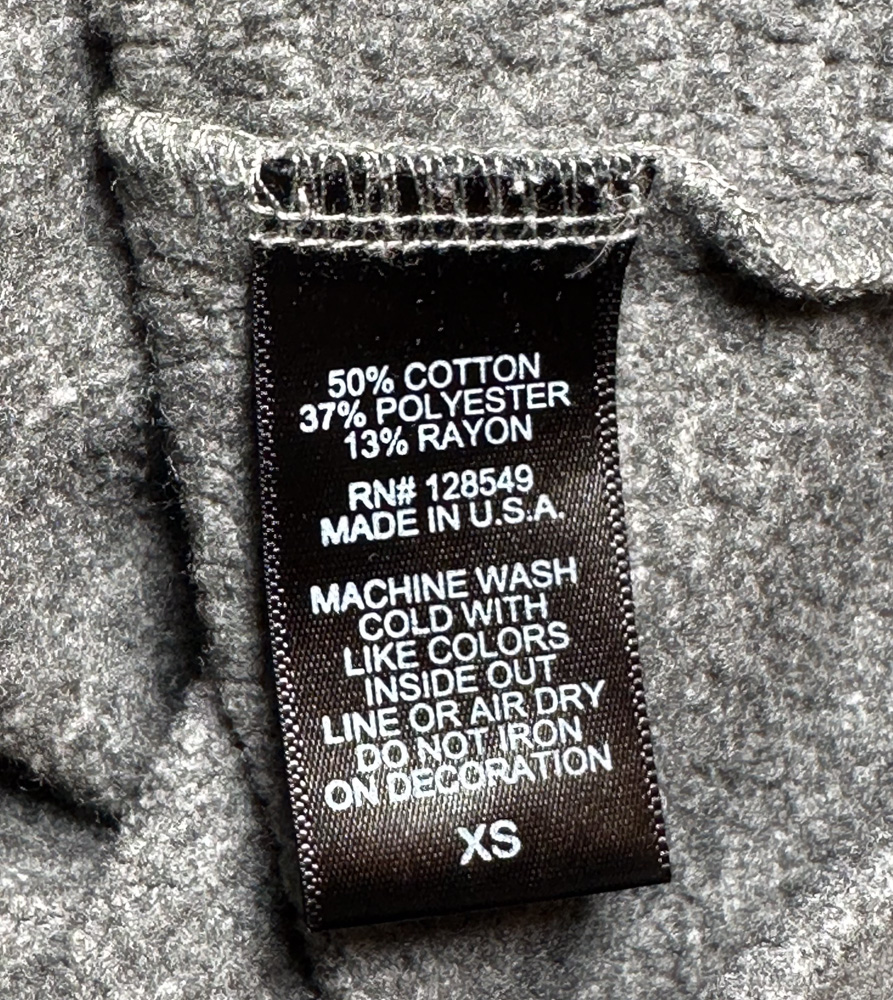 50% COTTON
37% POLYESTER
13% RAYON
RN# 128549
MADE IN U.S.A.
MACHINE WASH
COLD WITH
LIKE COLORS
INSIDE OUT
LINE OR AIR DRY
DO NOT IRON
ON DECORATION
XS